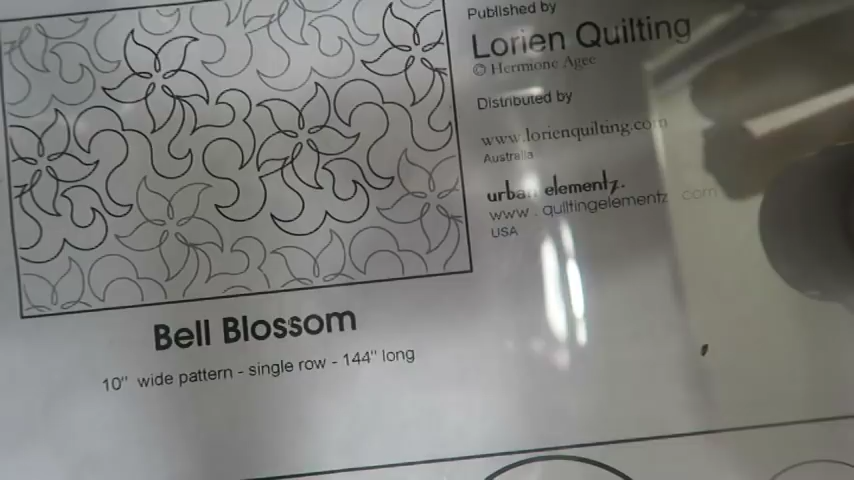 Published by
Lorien Quilting
© Hermione Agee
Distributed by
www.lorienquilting.com
Australia
urban elementz.
www.quiltingelementz.com
USA
Bell Blossom
10" wide pattern - single row - 144" long